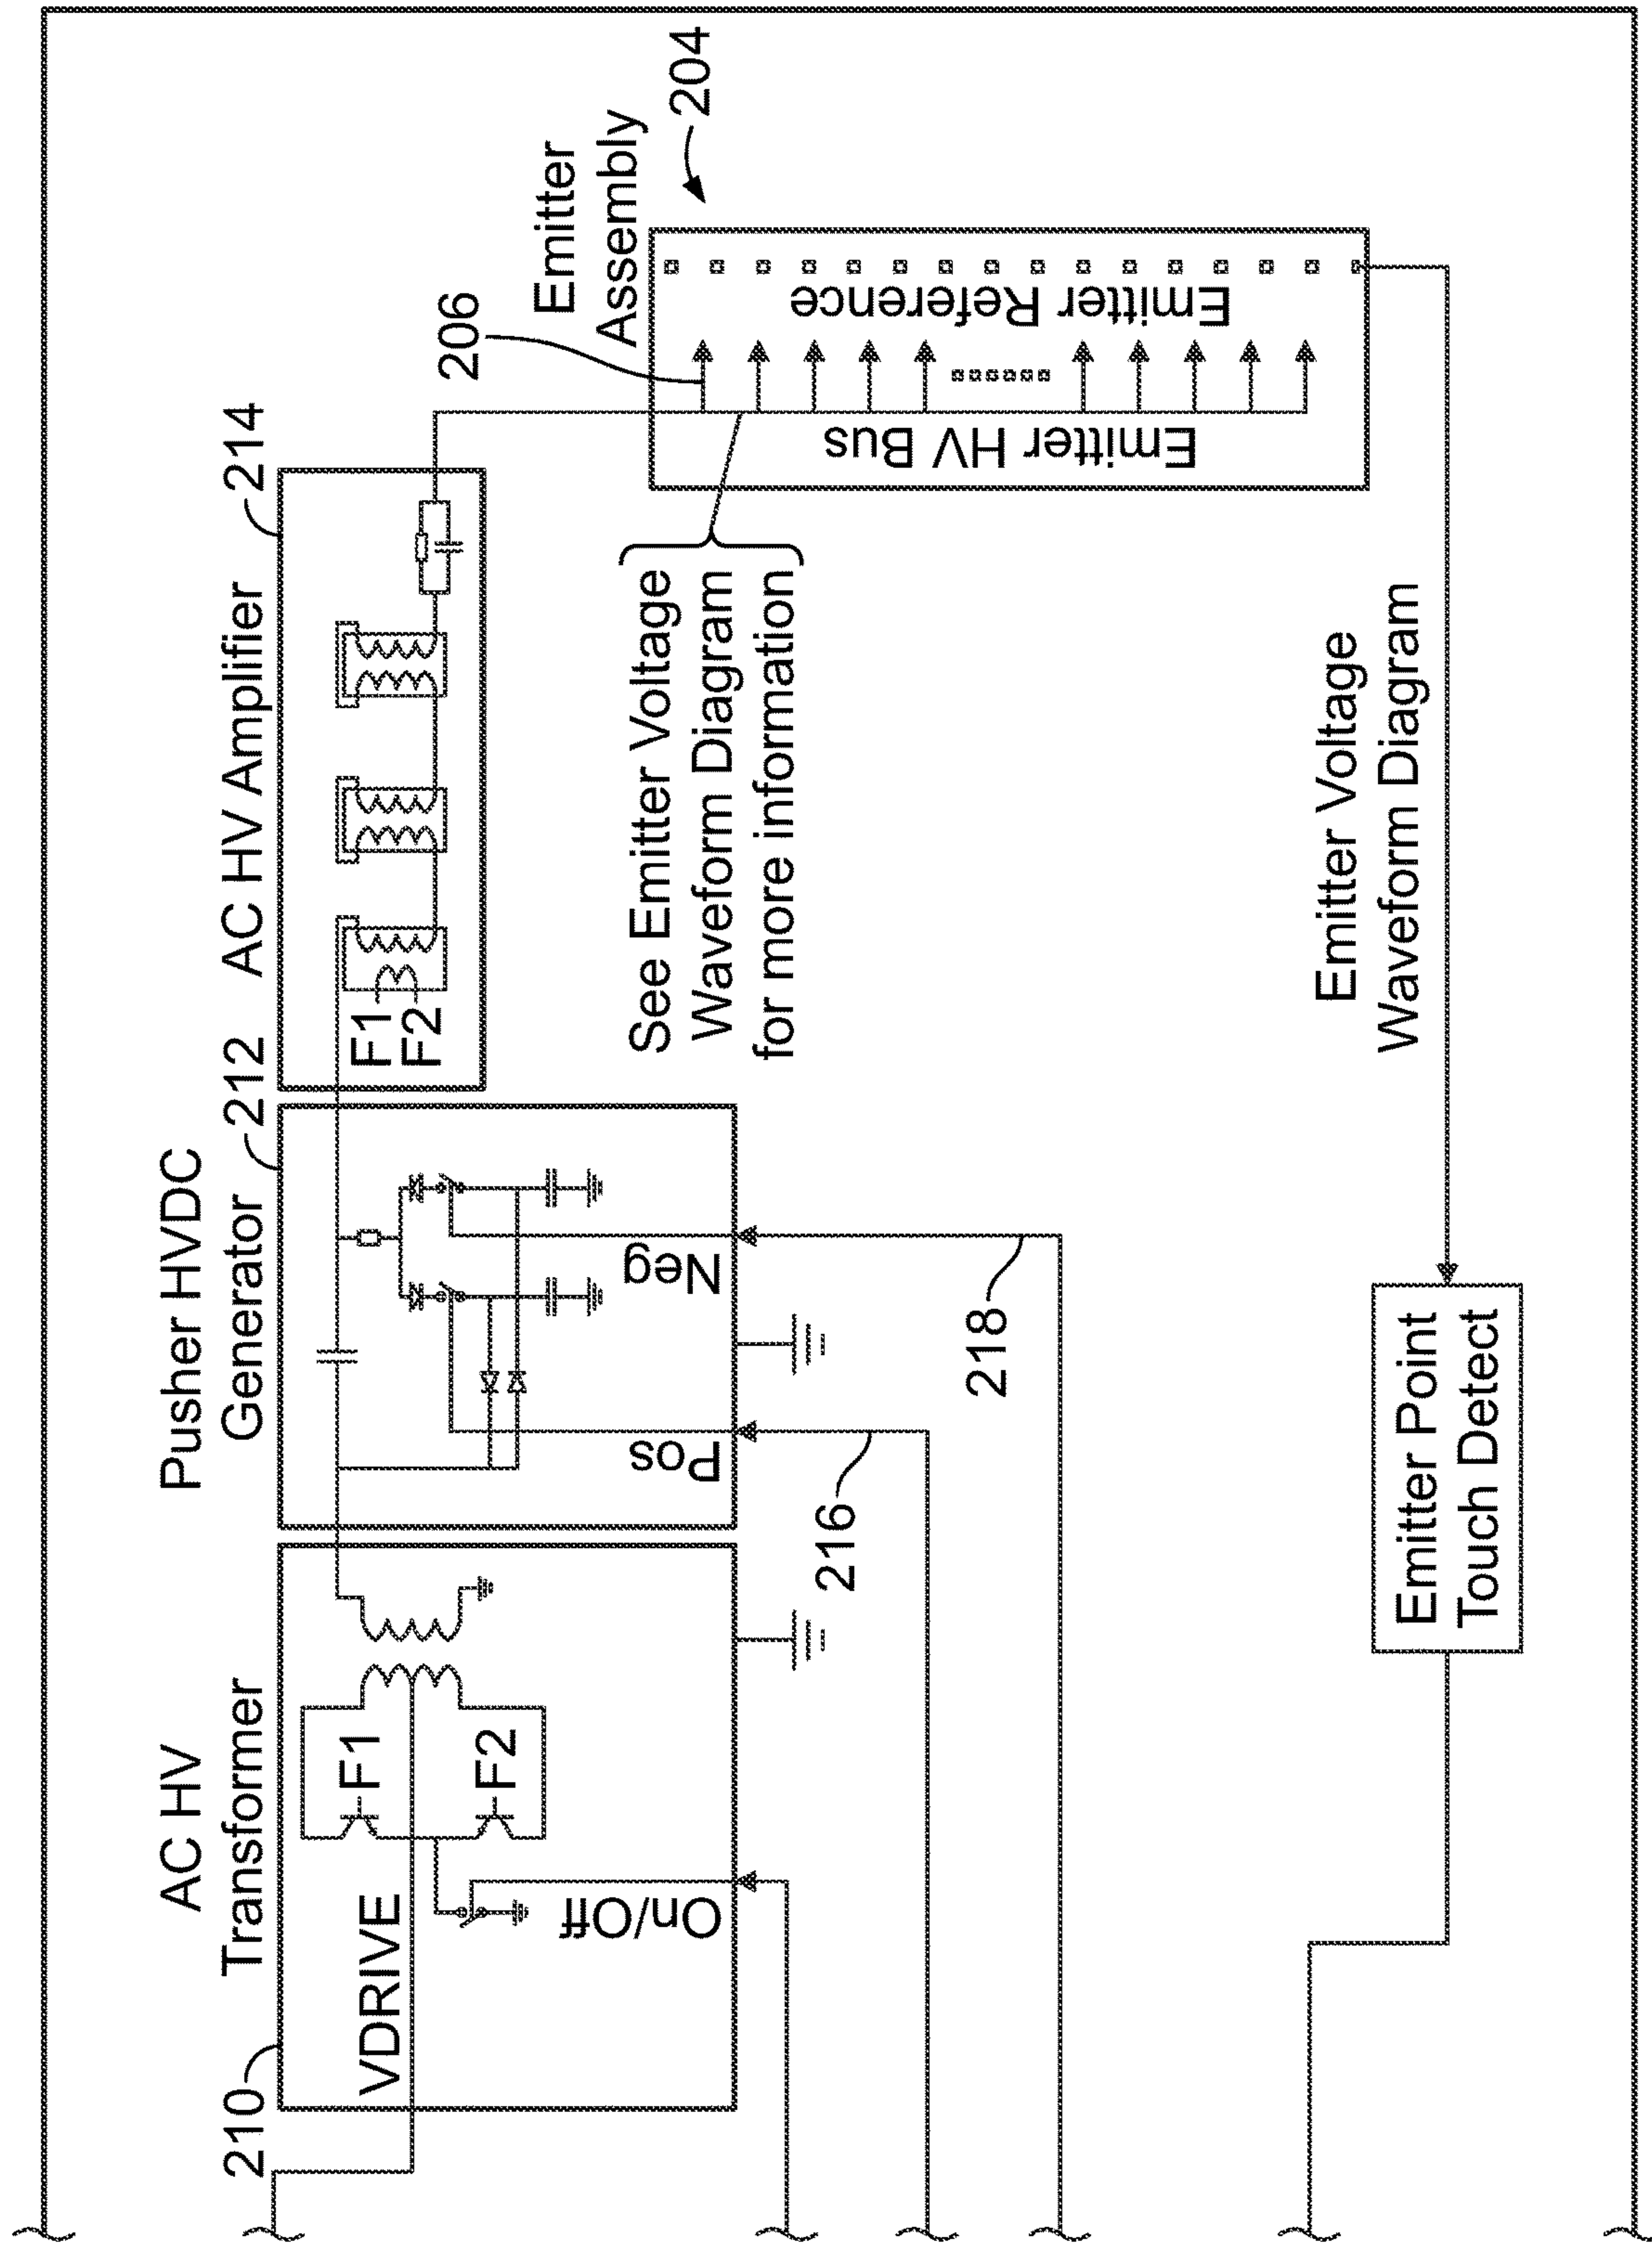 AC HV
Transformer
210
VDRIVE
F1
F2
On/Off
Pusher HVDC
Generator
212
Pos
Neg
216
218
AC HV Amplifier
214
F1
F2
206
Emitter
Assembly
204
Emitter HV Bus
Emitter Reference
See Emitter Voltage
Waveform Diagram
for more information
Emitter Voltage
Waveform Diagram
Emitter Point
Touch Detect